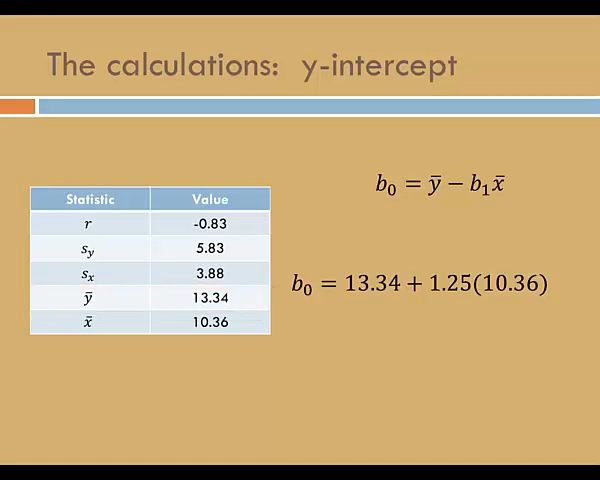 The calculations: y-intercept
Statistic Value
r -0.83
s_y 5.83
s_x 3.88
ȳ 13.34
x̄ 10.36
b₀ = ȳ − b₁x̄
b₀ = 13.34 + 1.25(10.36)